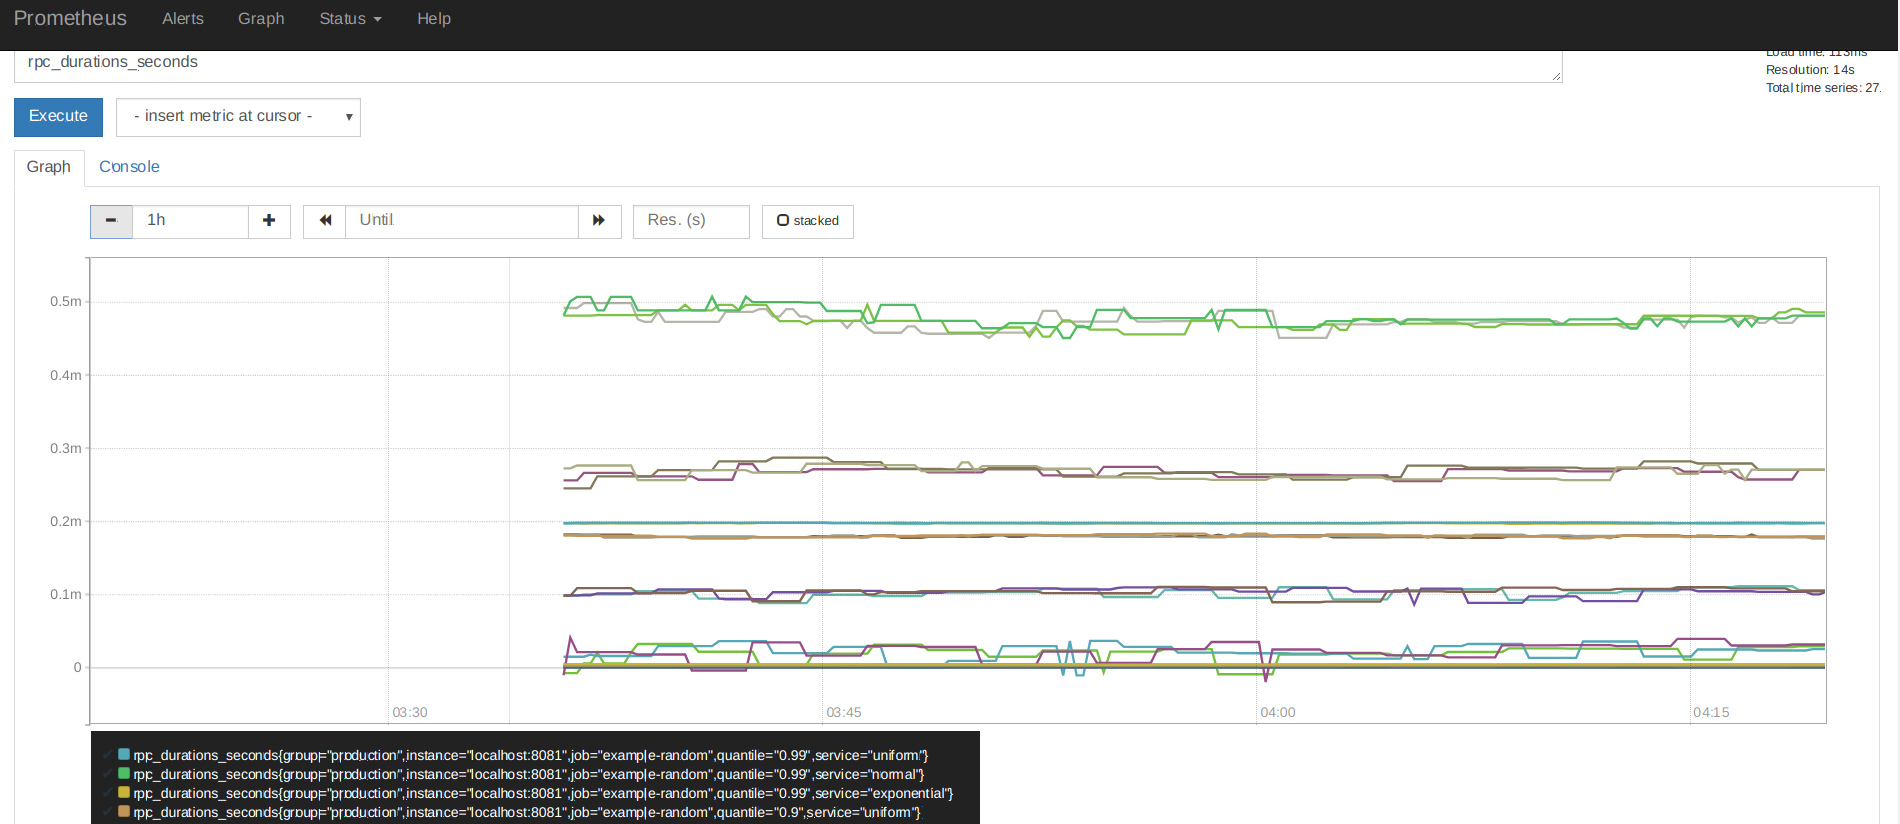 Prometheus Alerts Graph Status Help
rpc_durations_seconds
Load time: 113ms
Resolution: 14s
Total time series: 27
Execute
- insert metric at cursor -
Graph Console
1h Until Res. (s) stacked
0.5m
0.4m
0.3m
0.2m
0.1m
0
03:30 03:45 04:00 04:15
rpc_durations_seconds{group="production",instance="localhost:8081",job="example-random",quantile="0.99",service="uniform"}
rpc_durations_seconds{group="production",instance="localhost:8081",job="example-random",quantile="0.99",service="normal"}
rpc_durations_seconds{group="production",instance="localhost:8081",job="example-random",quantile="0.99",service="exponential"}
rpc_durations_seconds{group="production",instance="localhost:8081",job="example-random",quantile="0.9",service="uniform"}